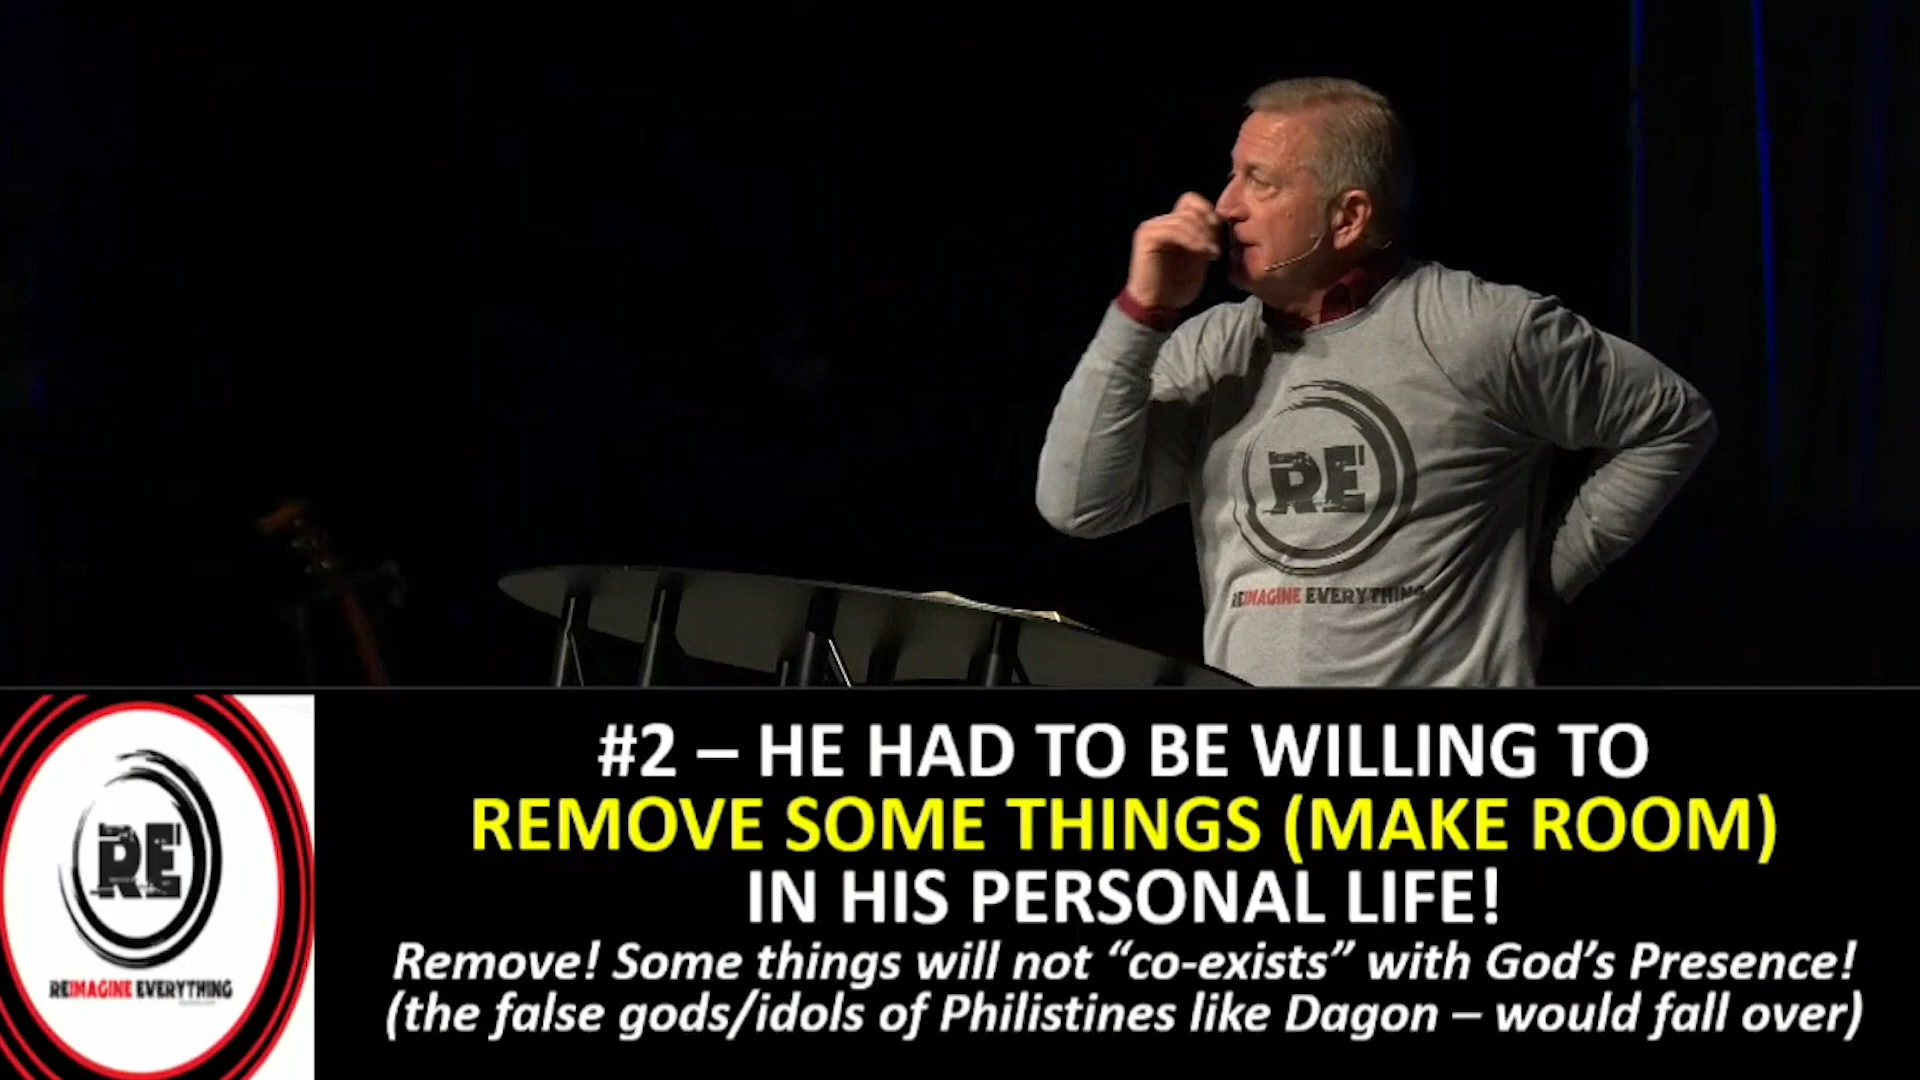 RE
REIMAGINE EVERYTHING
#2 – HE HAD TO BE WILLING TO
REMOVE SOME THINGS (MAKE ROOM)
IN HIS PERSONAL LIFE!
Remove! Some things will not “co-exists” with God’s Presence!
(the false gods/idols of Philistines like Dagon – would fall over)
RE
REIMAGINE EVERYTHING